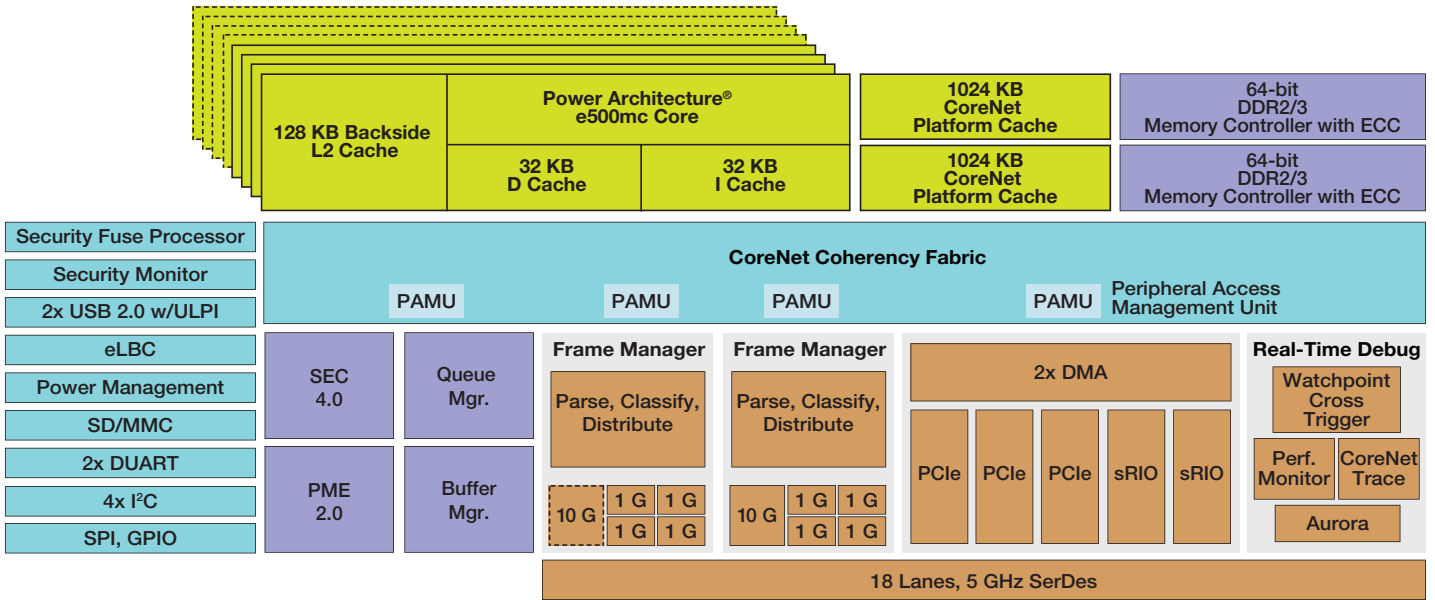 128 KB Backside
L2 Cache
Power Architecture®
e500mc Core
32 KB
D Cache
32 KB
I Cache
1024 KB
CoreNet
Platform Cache
1024 KB
CoreNet
Platform Cache
64-bit
DDR2/3
Memory Controller with ECC
64-bit
DDR2/3
Memory Controller with ECC
Security Fuse Processor
Security Monitor
2x USB 2.0 w/ULPI
eLBC
Power Management
SD/MMC
2x DUART
4x I²C
SPI, GPIO
CoreNet Coherency Fabric
PAMU
PAMU
PAMU
PAMU
Peripheral Access
Management Unit
SEC
4.0
Queue
Mgr.
PME
2.0
Buffer
Mgr.
Frame Manager
Parse, Classify,
Distribute
10 G
1 G
1 G
1 G
1 G
Frame Manager
Parse, Classify,
Distribute
10 G
1 G
1 G
1 G
1 G
2x DMA
PCIe
PCIe
PCIe
sRIO
sRIO
Real-Time Debug
Watchpoint
Cross
Trigger
Perf.
Monitor
CoreNet
Trace
Aurora
18 Lanes, 5 GHz SerDes